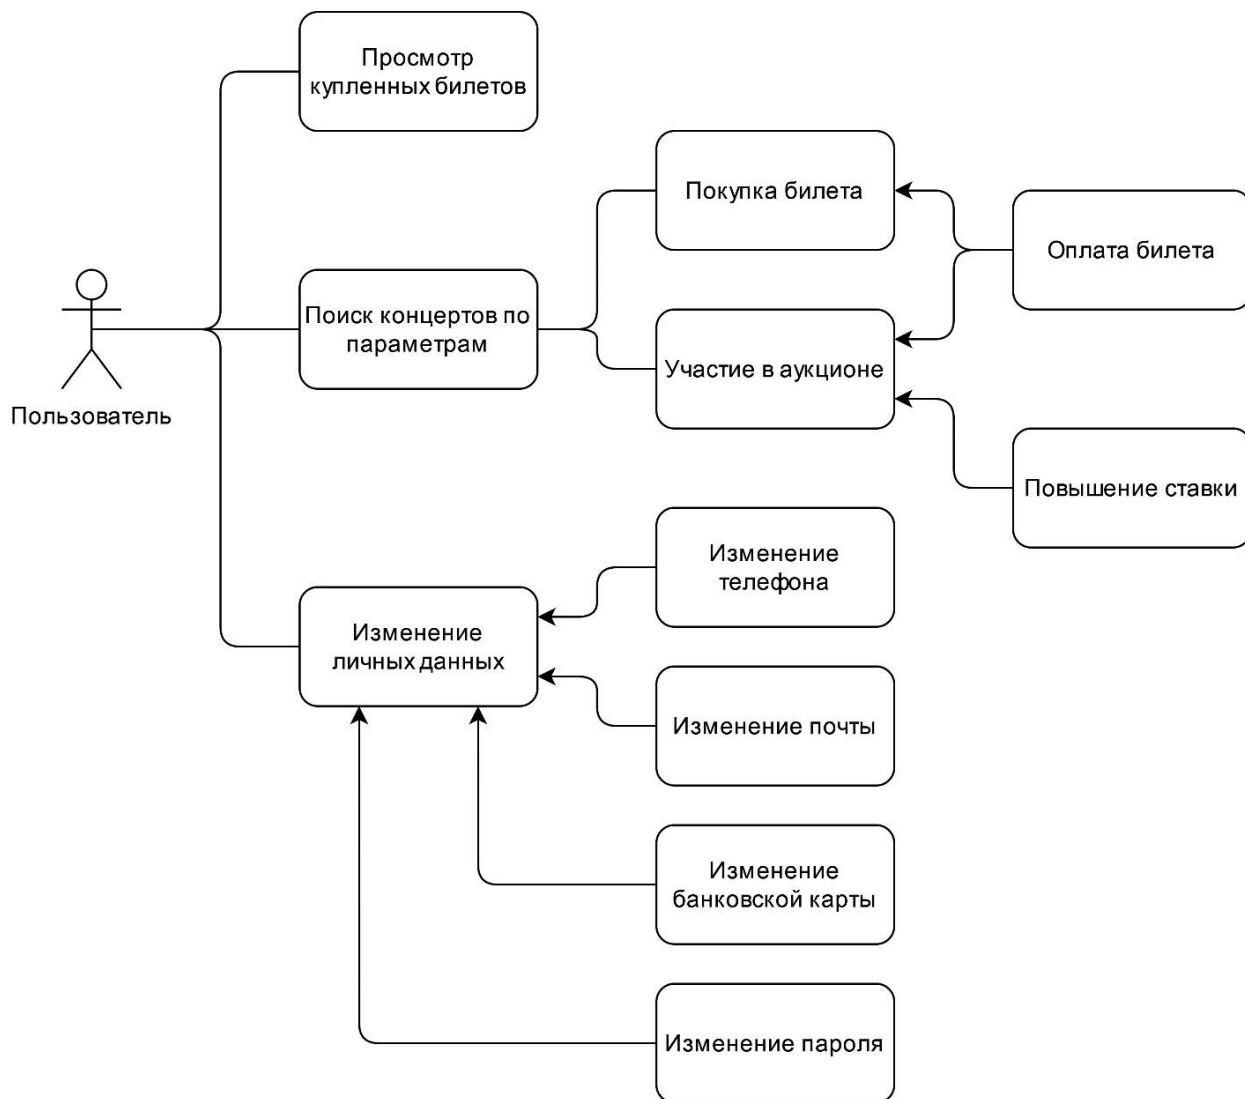 Просмотр
купленных билетов
Покупка билета
Оплата билета
Поиск концертов по
параметрам
Участие в аукционе
Пользователь
Повышение ставки
Изменение
телефона
Изменение
личных данных
Изменение почты
Изменение
банковской карты
Изменение пароля